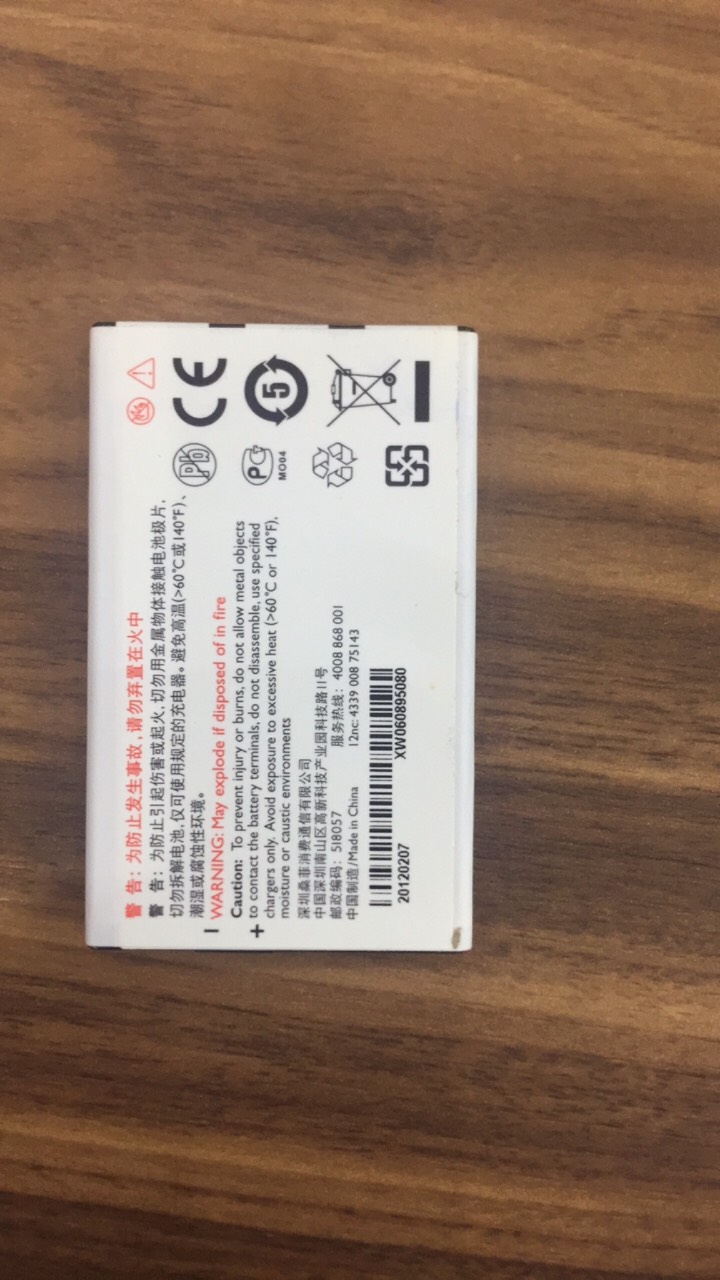 警 告: 为防止发生事故,请勿弃置在火中
警 告: 为防止引起伤害或起火,切勿用金属物体接触电池极片,
切勿拆解电池,仅可使用规定的充电器。避免高温(>60°C或140°F)、
潮湿或腐蚀性环境。
WARNING: May explode if disposed of in fire
Caution: To prevent injury or burns, do not allow metal objects
to contact the battery terminals, do not disassemble, use specified
chargers only. Avoid exposure to excessive heat (>60°C or 140°F),
moisture or caustic environments
深圳桑菲消费通信有限公司
中国深圳南山区高新科技产业园科技路11号
邮政编码: 518057 服务热线: 4008 868 001
中国制造/Made in China 12nc: 4339 008 75143
20120207 XW060895080
− +
Pb
CE
PC
MO04
5